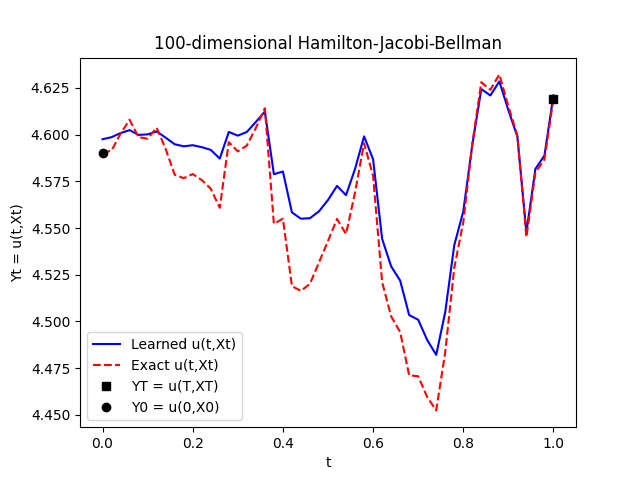 100-dimensional Hamilton-Jacobi-Bellman
Yt = u(t,Xt)
4.625
4.600
4.575
4.550
4.525
4.500
4.475
4.450
Learned u(t,Xt)
Exact u(t,Xt)
YT = u(T,XT)
Y0 = u(0,X0)
0.0 0.2 0.4 0.6 0.8 1.0
t